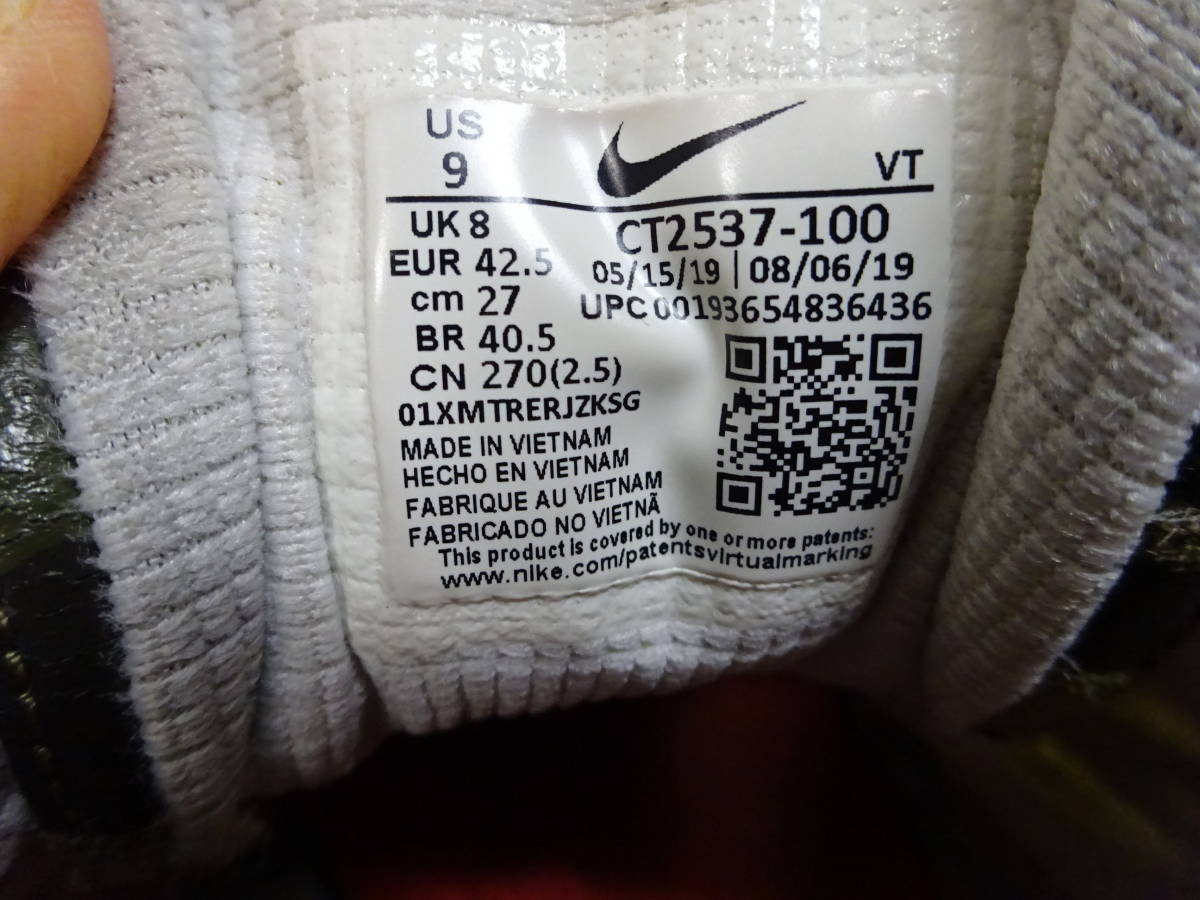 US
9
VT
UK 8
CT2537-100
EUR 42.5
05/15/19 | 08/06/19
cm 27
UPC 00193654836436
BR 40.5
CN 270(2.5)
01XMTRERJZKSG
MADE IN VIETNAM
HECHO EN VIETNAM
FABRIQUE AU VIETNAM
FABRICADO NO VIETNÃ
This product is covered by one or more patents:
www.nike.com/patentsvirtualmarking